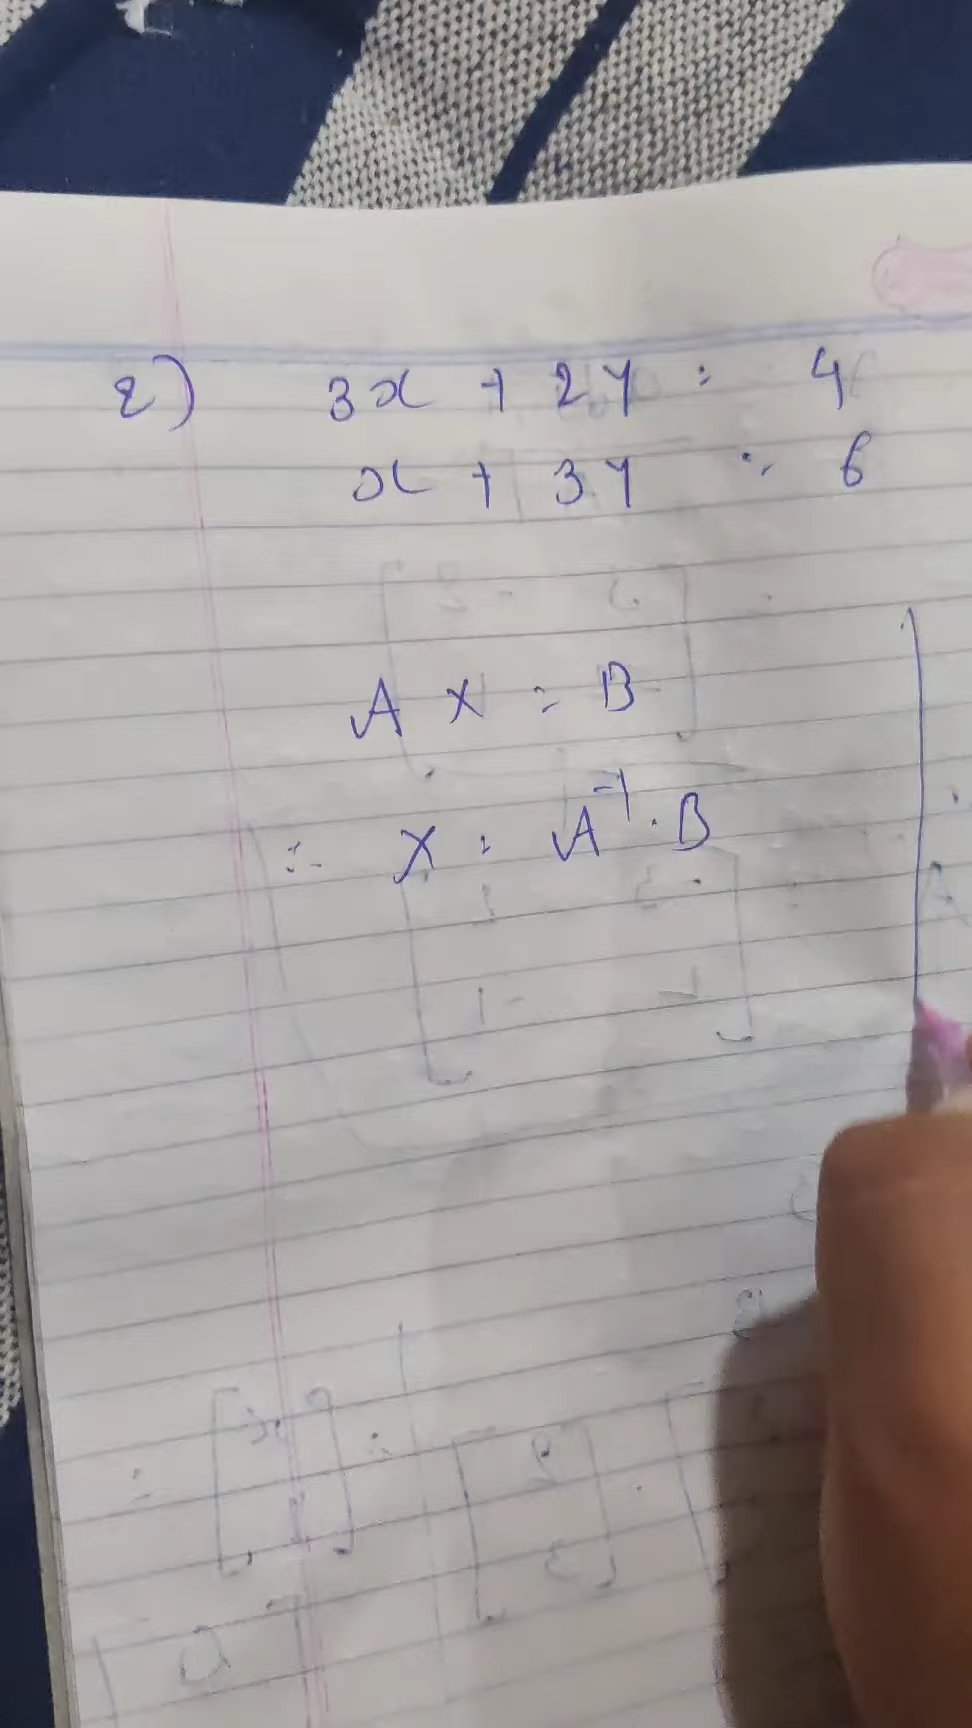 2) 3x + 2y = 4
x + 3y = 6
A X = B
∴ X = A⁻¹ . B